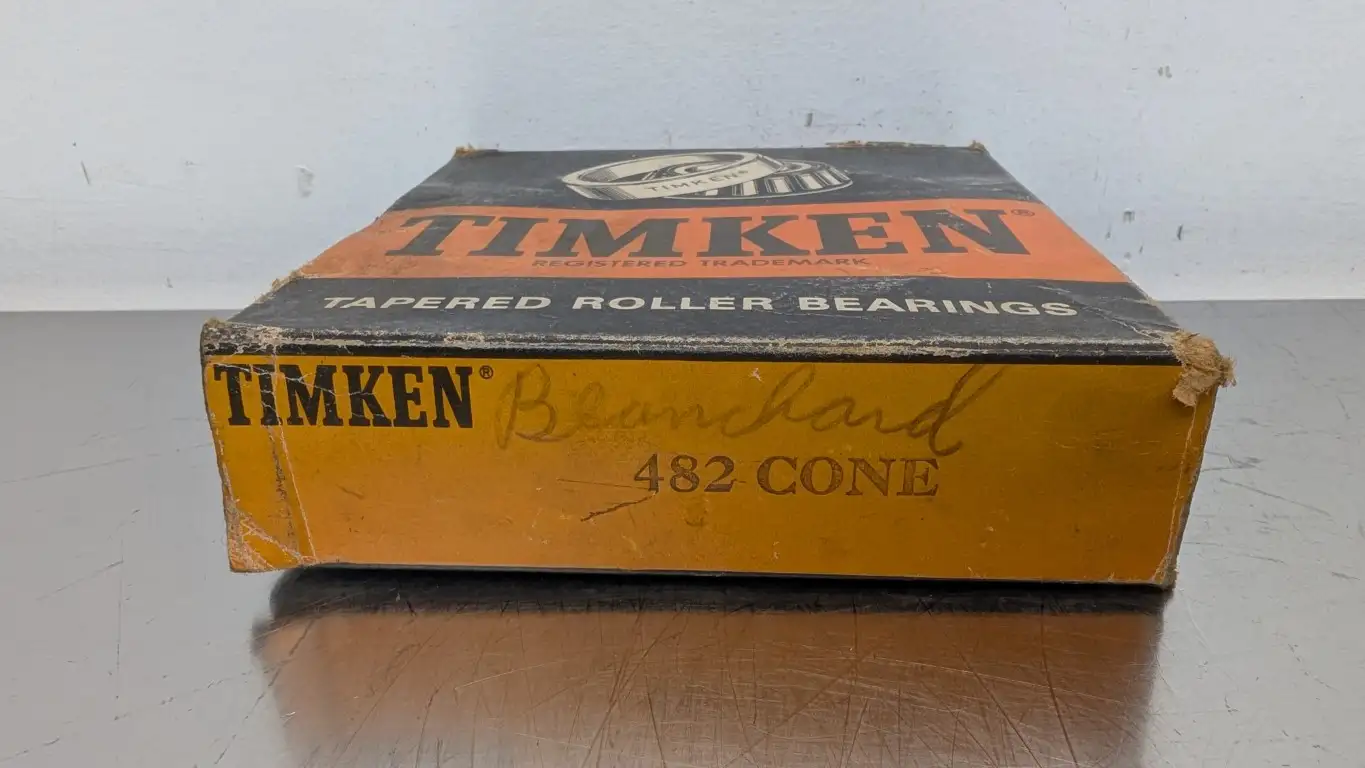 TIMKEN®
TIMKEN®
REGISTERED TRADEMARK
TAPERED ROLLER BEARINGS
TIMKEN® Blanchard
482 CONE